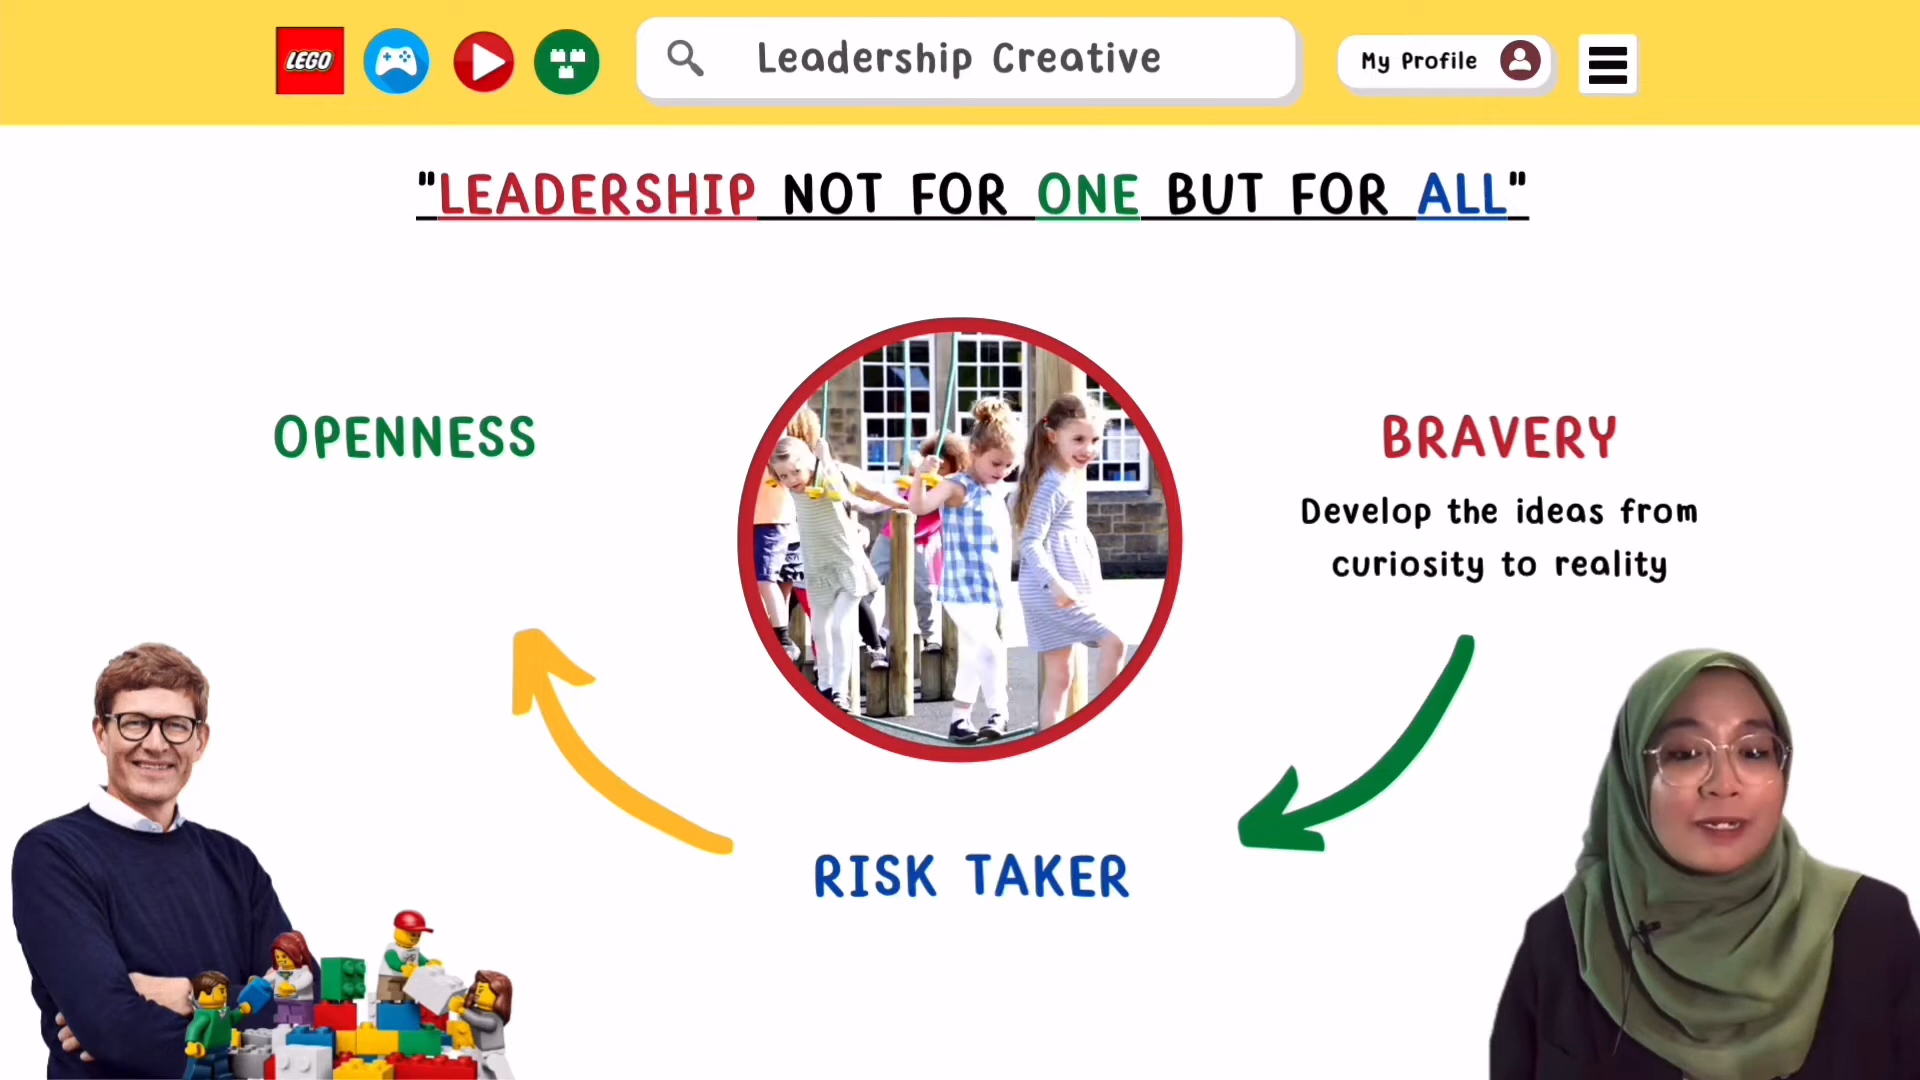 LEGO
Leadership Creative
My Profile
"LEADERSHIP NOT FOR ONE BUT FOR ALL"
OPENNESS
BRAVERY
Develop the ideas from
curiosity to reality
RISK TAKER